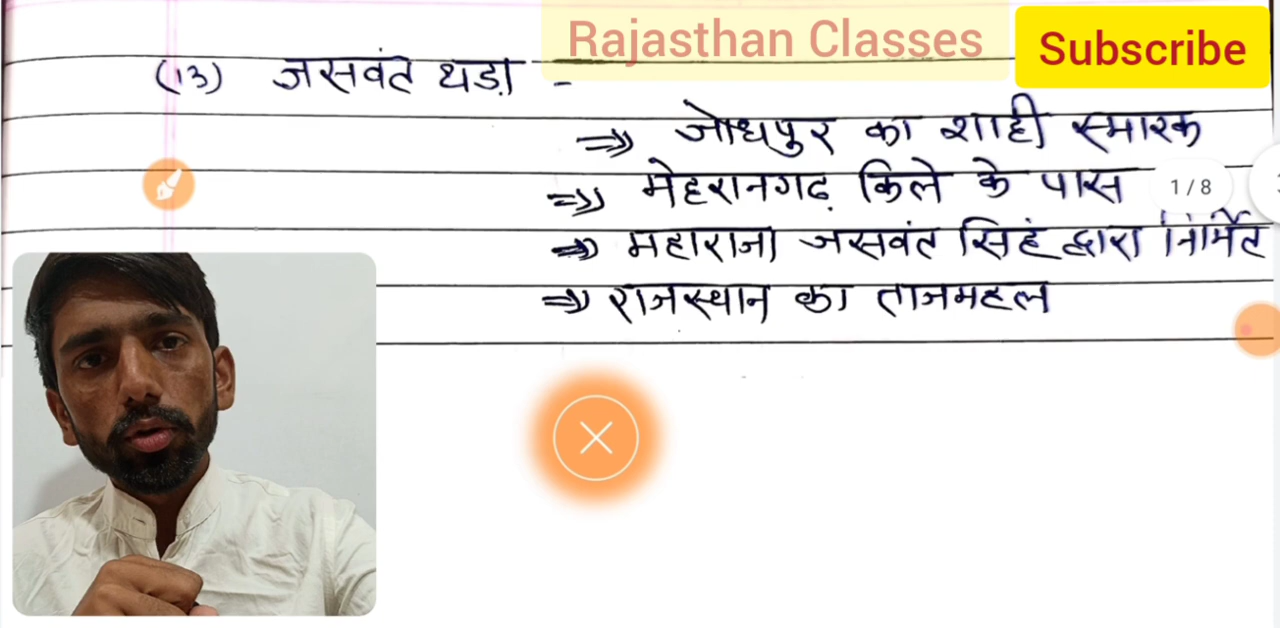 Rajasthan Classes
Subscribe
(13) जसवंत थडा़ -
⇒ जोधपुर का शाही स्मारक
⇒ मेहरानगढ़ किले के पास
1 / 8
⇒ महाराजा जसवंत सिहं द्वारा निर्मित
⇒ राजस्थान का ताजमहल